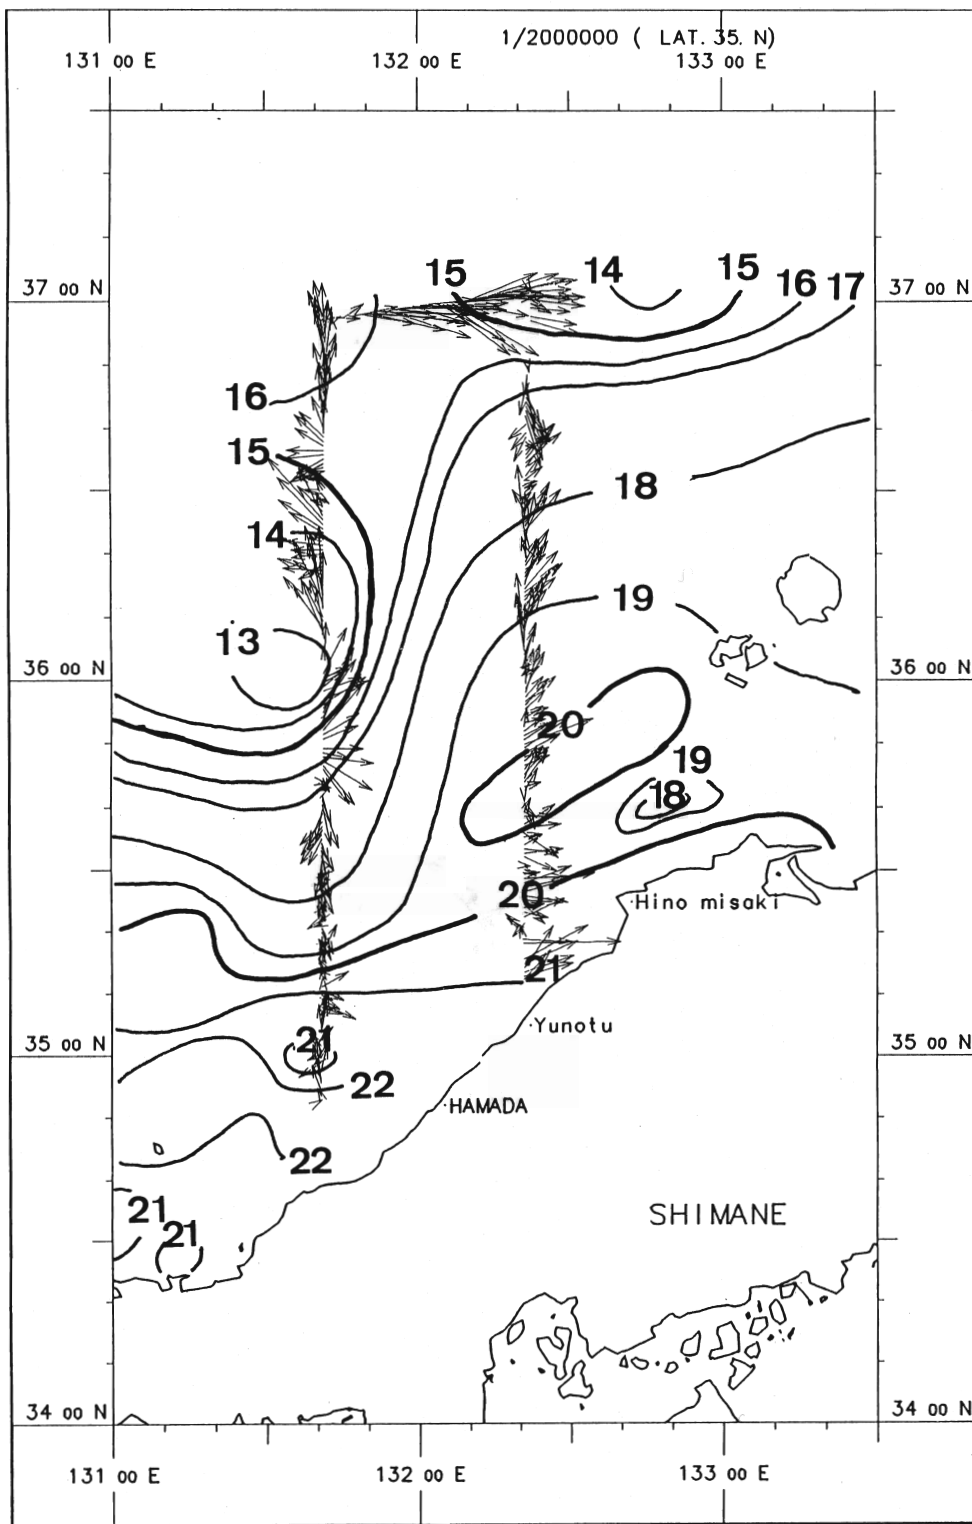 1/2000000 ( LAT. 35. N)
131 00 E 132 00 E 133 00 E
15 14 15 16 17
37 00 N 37 00 N
16
15
18
14
19
13
36 00 N 36 00 N
20
19
18
20
Hino misaki
21
Yunotu
21
35 00 N 35 00 N
22
HAMADA
22
21
21
SHIMANE
34 00 N 34 00 N
131 00 E 132 00 E 133 00 E